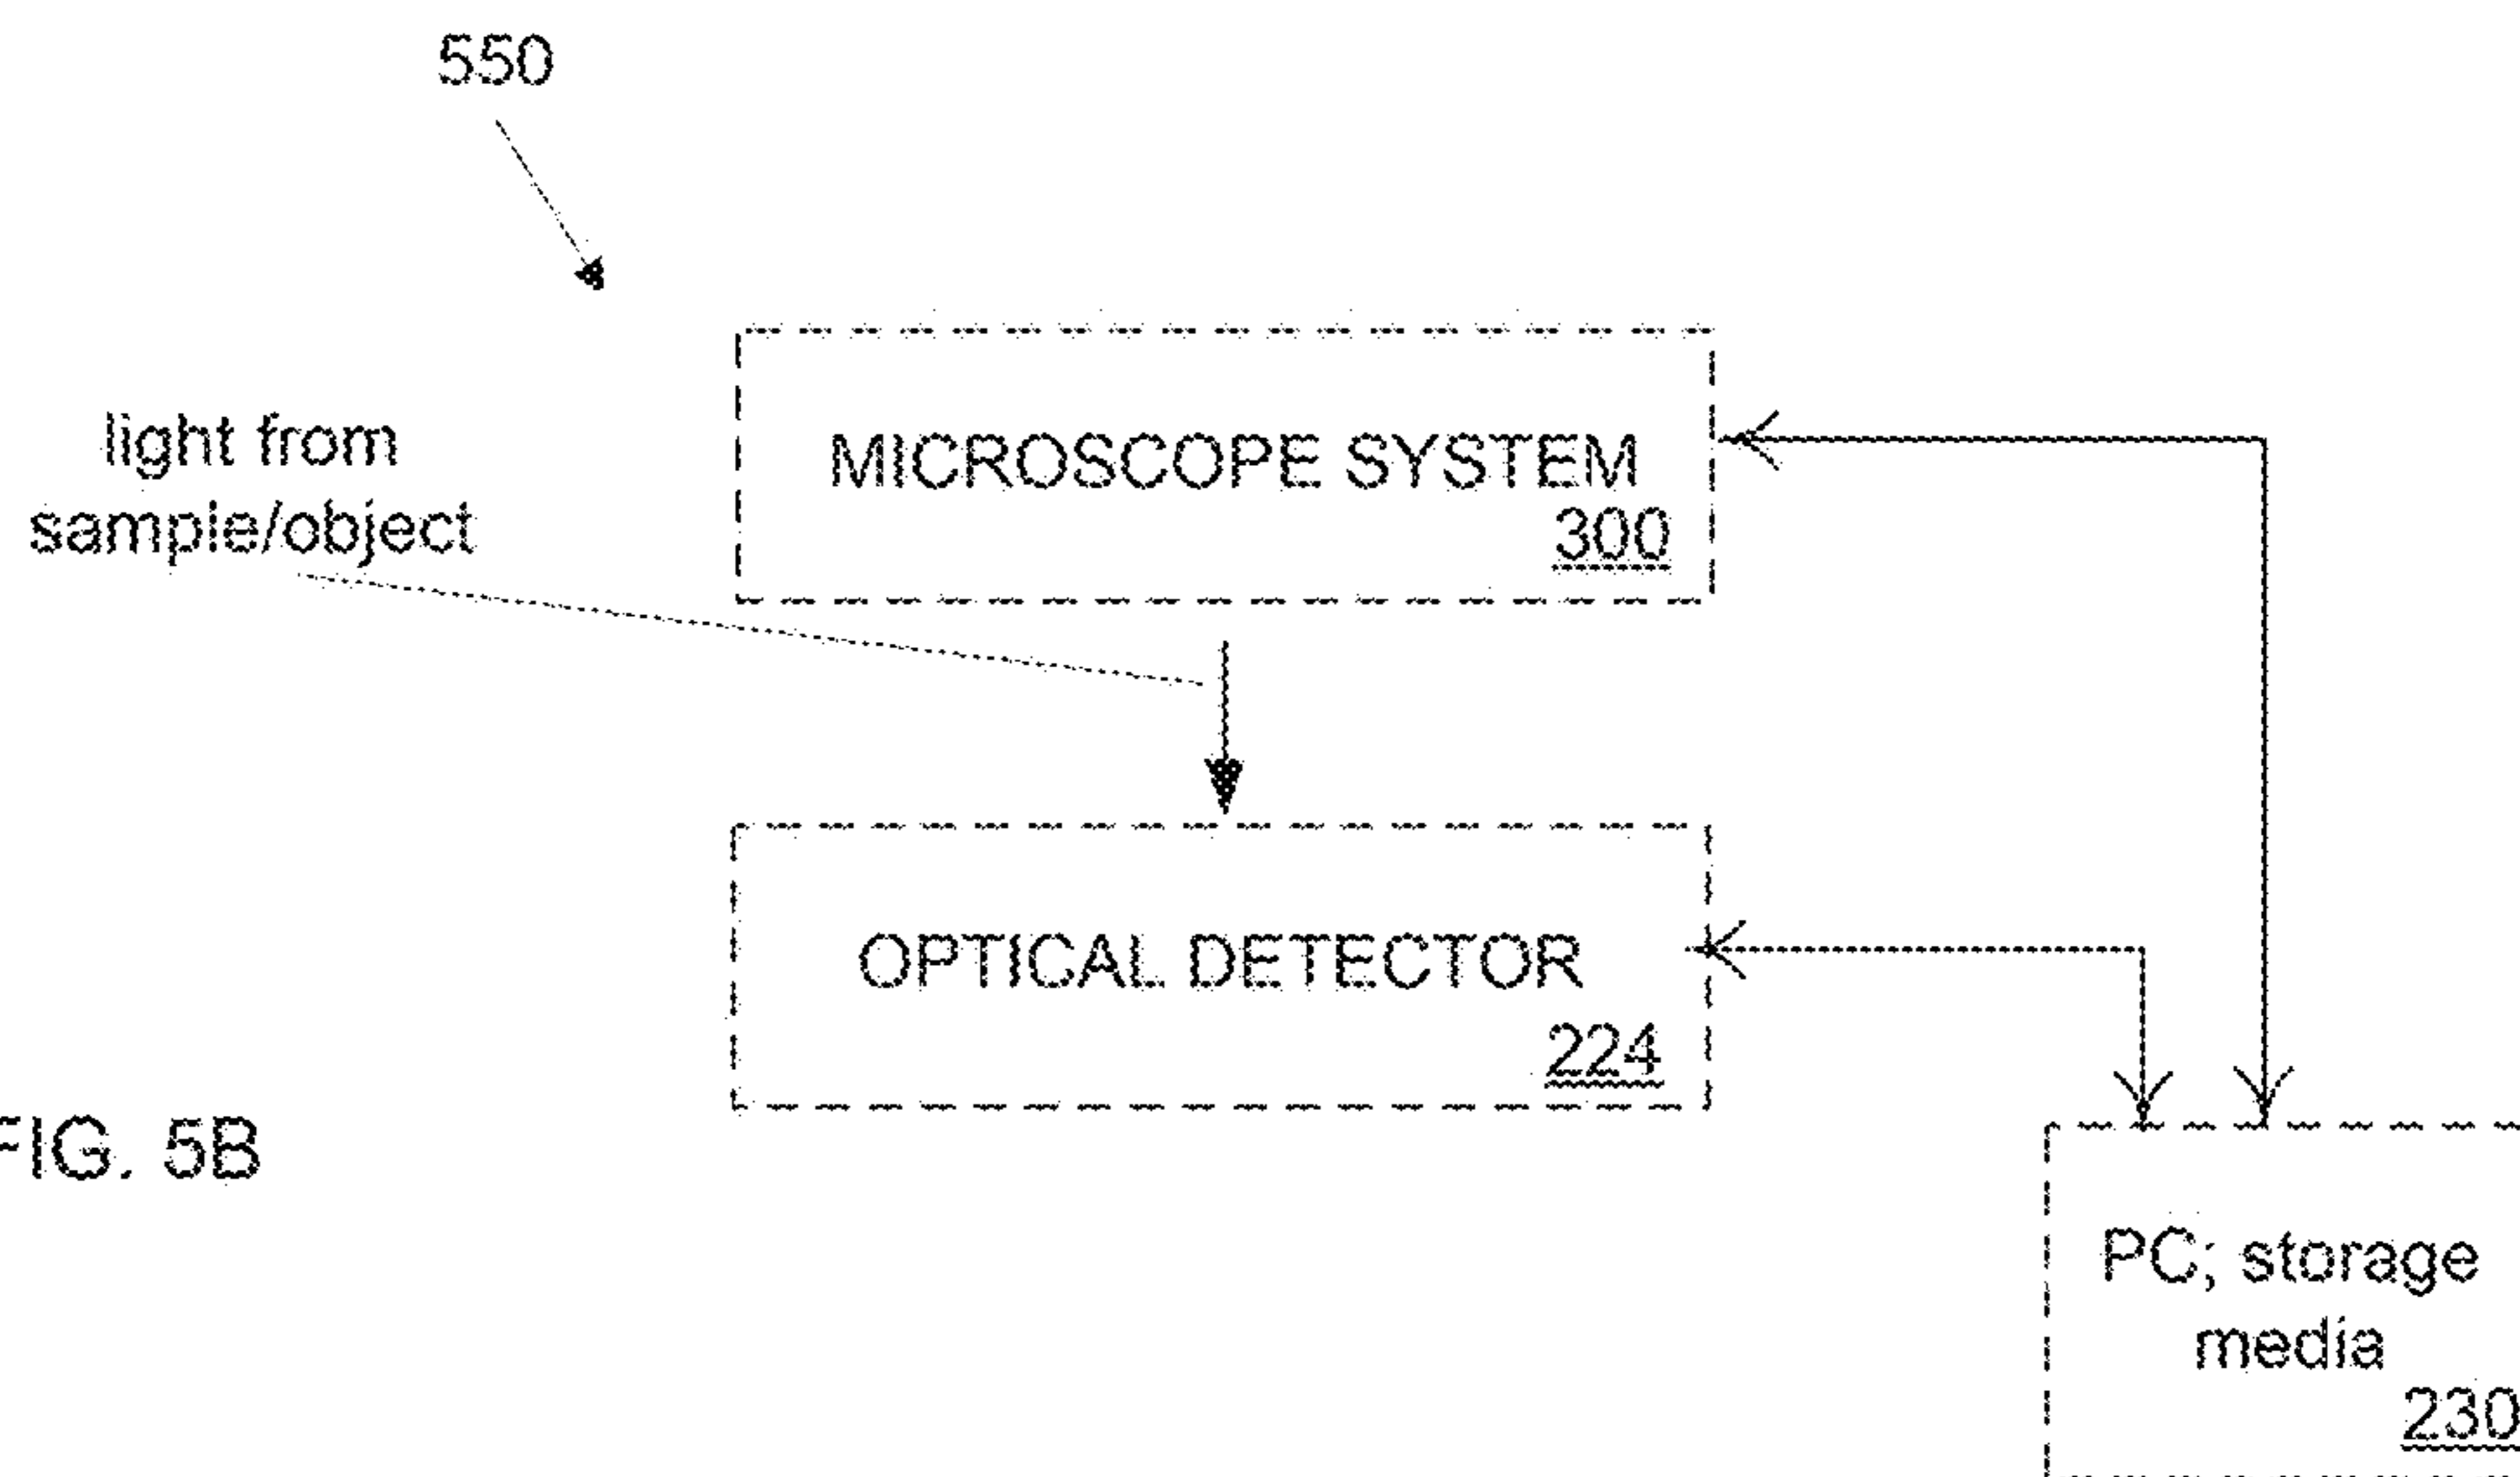 550
light from
sample/object
MICROSCOPE SYSTEM
300
OPTICAL DETECTOR
224
FIG. 5B
PC; storage
media
230